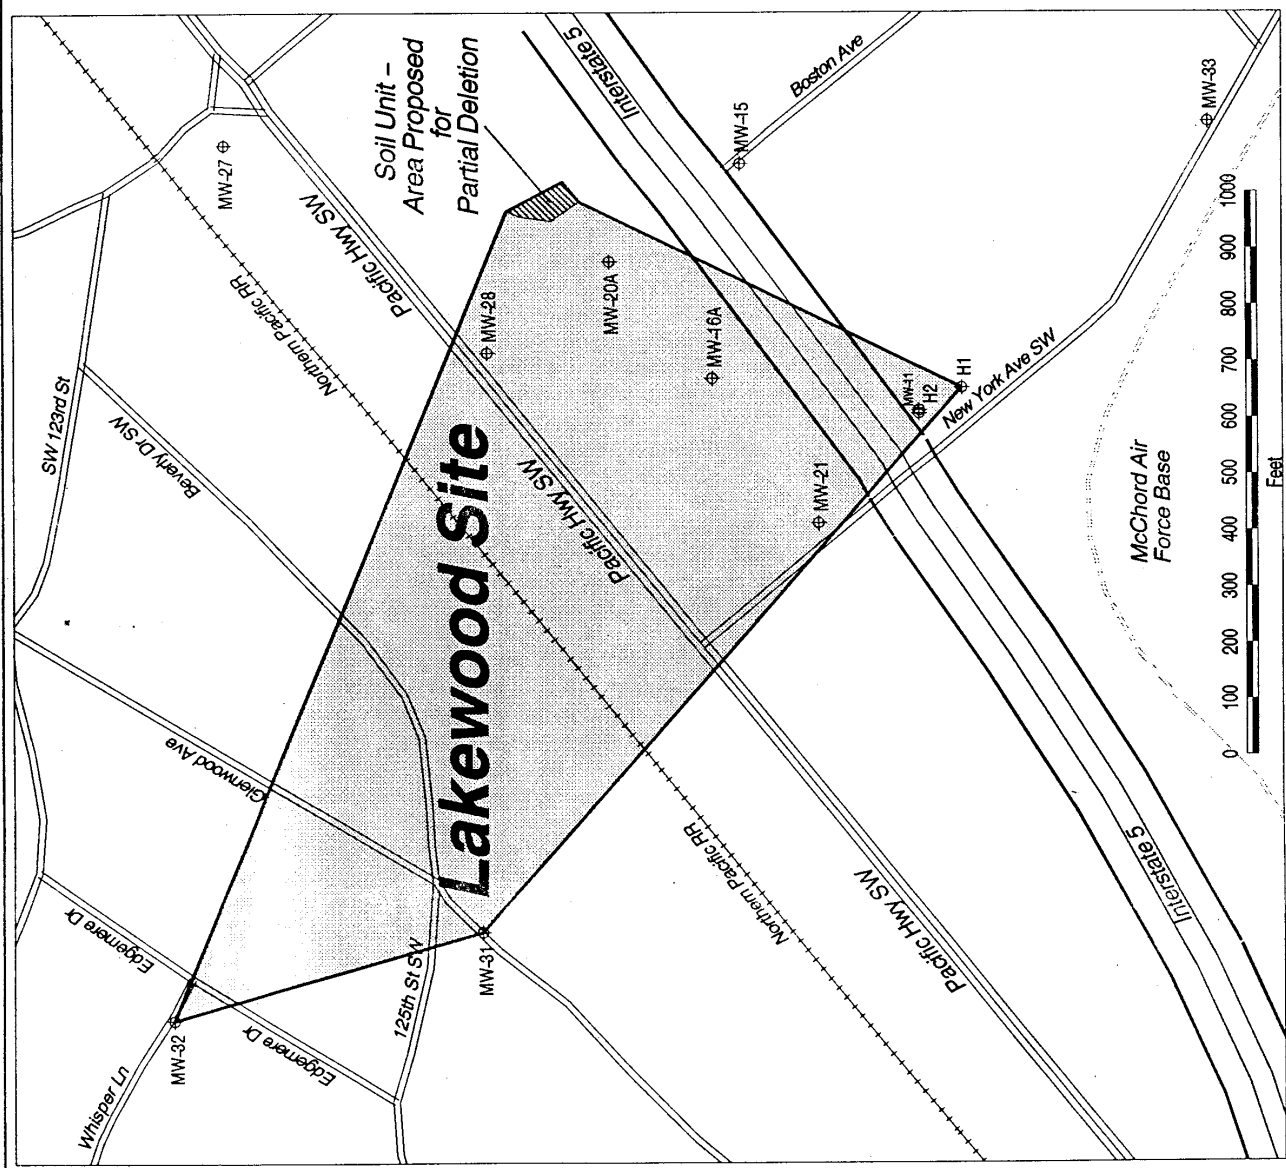 Soil Unit –
Area Proposed
for
Partial Deletion
Interstate 5
Boston Ave
MW-15
MW-33
MW-27
Pacific Hwy SW
Northern Pacific RR
SW 123rd St
Beverly Dr SW
MW-28
MW-20A
MW-16A
MW-11
H2
H1
New York Ave SW
MW-21
Lakewood Site
Pacific Hwy SW
Glenwood Ave
Edgemere Dr
MW-32
Whisper Ln
Edgemere Dr
125th St SW
MW-31
Northern Pacific RR
Pacific Hwy SW
Interstate 5
McChord Air
Force Base
0 100 200 300 400 500 600 700 800 900 1000
Feet